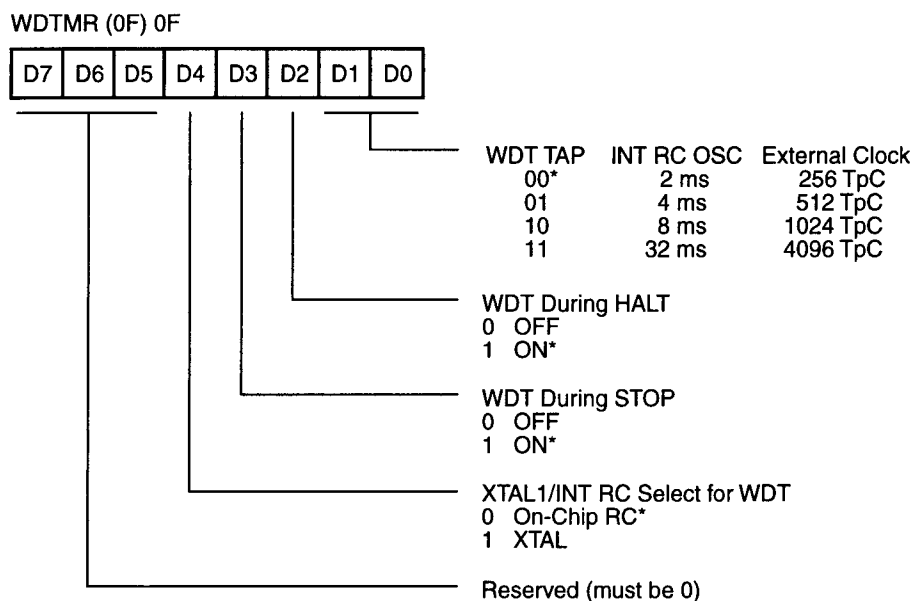 WDTMR (0F) 0F
D7 D6 D5 D4 D3 D2 D1 D0
WDT TAP INT RC OSC External Clock
00* 2 ms 256 TpC
01 4 ms 512 TpC
10 8 ms 1024 TpC
11 32 ms 4096 TpC
WDT During HALT
0 OFF
1 ON*
WDT During STOP
0 OFF
1 ON*
XTAL1/INT RC Select for WDT
0 On-Chip RC*
1 XTAL
Reserved (must be 0)